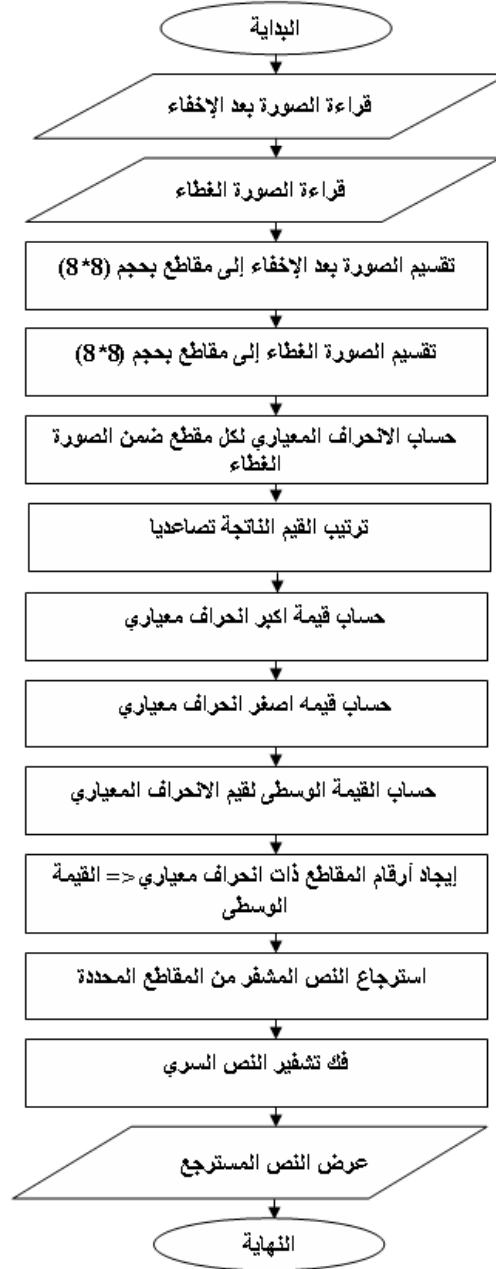 البداية
قراءة الصورة بعد الإخفاء
قراءة الصورة الغطاء
تقسيم الصورة بعد الإخفاء إلى مقاطع بحجم (8*8)
تقسيم الصورة الغطاء إلى مقاطع بحجم (8*8)
حساب الانحراف المعياري لكل مقطع ضمن الصورة
الغطاء
ترتيب القيم الناتجة تصاعديا
حساب قيمة اكبر انحراف معياري
حساب قيمه اصغر انحراف معياري
حساب القيمة الوسطى لقيم الانحراف المعياري
إيجاد أرقام المقاطع ذات انحراف معياري <= القيمة
الوسطى
استرجاع النص المشفر من المقاطع المحددة
فك تشفير النص السري
عرض النص المسترجع
النهاية